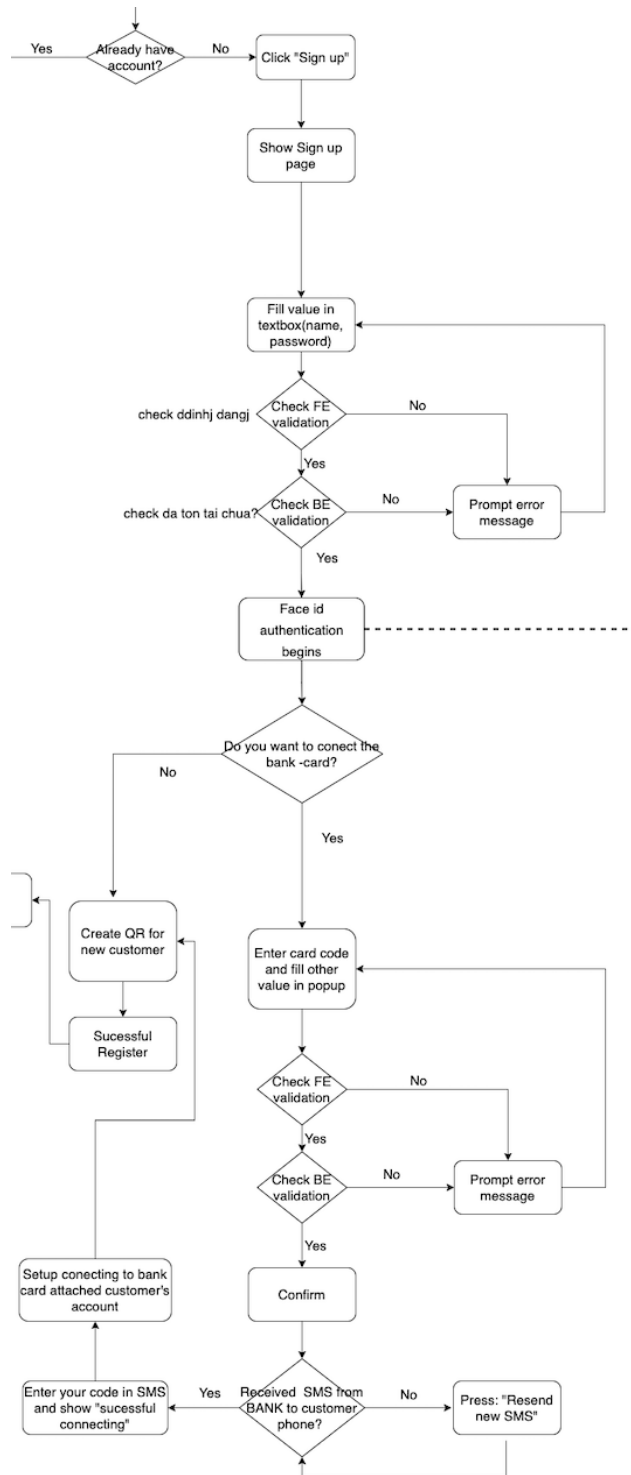 Yes
Already have
account?
No
Click "Sign up"
Show Sign up
page
Fill value in
textbox(name,
password)
check ddinhj dangj
Check FE
validation
No
Yes
check da ton tai chua?
Check BE
validation
No
Prompt error
message
Yes
Face id
authentication
begins
Do you want to conect the
bank -card?
No
Yes
Create QR for
new customer
Enter card code
and fill other
value in popup
Sucessful
Register
Check FE
validation
No
Yes
Check BE
validation
No
Prompt error
message
Yes
Setup conecting to bank
card attached customer's
account
Confirm
Enter your code in SMS
and show "sucessful
connecting"
Yes
Received SMS from
BANK to customer
phone?
No
Press: "Resend
new SMS"